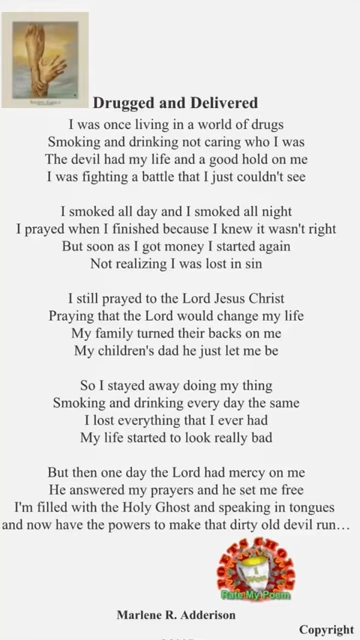 Drugged and Delivered
I was once living in a world of drugs
Smoking and drinking not caring who I was
The devil had my life and a good hold on me
I was fighting a battle that I just couldn't see
I smoked all day and I smoked all night
I prayed when I finished because I knew it wasn't right
But soon as I got money I started again
Not realizing I was lost in sin
I still prayed to the Lord Jesus Christ
Praying that the Lord would change my life
My family turned their backs on me
My children's dad he just let me be
So I stayed away doing my thing
Smoking and drinking every day the same
I lost everything that I ever had
My life started to look really bad
But then one day the Lord had mercy on me
He answered my prayers and he set me free
I'm filled with the Holy Ghost and speaking in tongues
and now have the powers to make that dirty old devil run…
POETS CHOICE
I Won
Rate My Poem
Marlene R. Adderison
Copyright